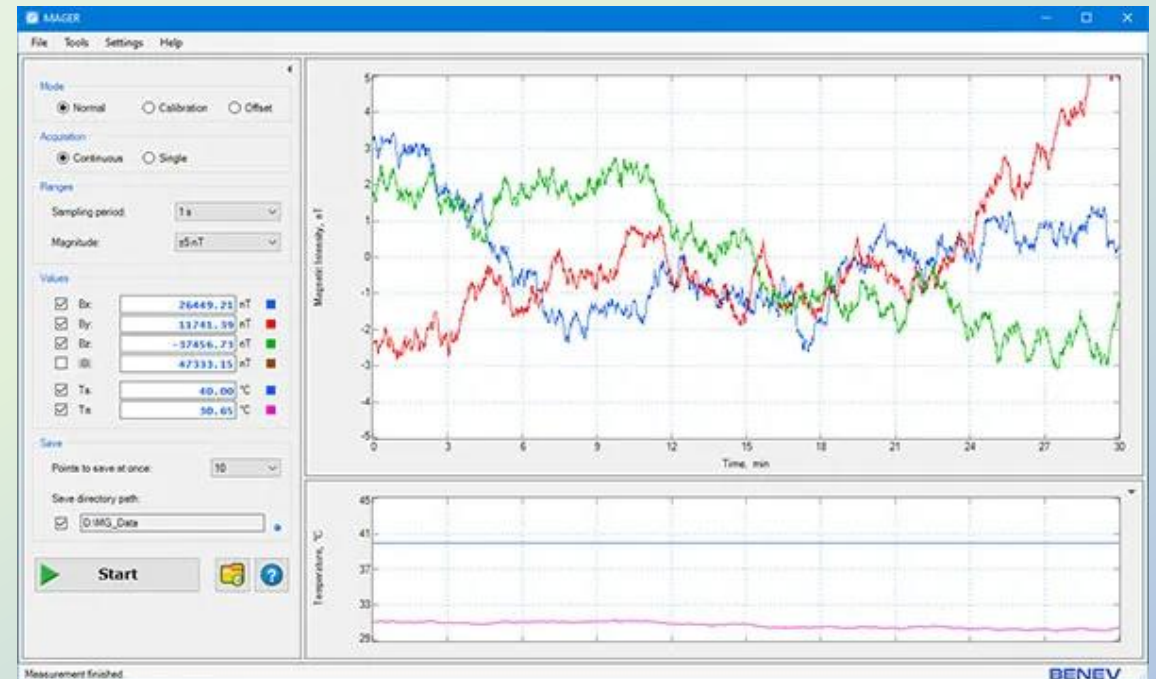 MAGER
File Tools Settings Help
Mode
Normal Calibration Offset
Acquisition
Continuous Single
Ranges
Sampling period: 1 s
Magnitude: ±5 nT
Values
Bx: 26449.21 nT
By: 11741.39 nT
Bz: -37456.73 nT
|B|: 47333.15 nT
40.00 °C
30.65 °C
Save
Points to save at once: 10
Save directory path:
D:\MG_Data
Start
Measurement finished.
Magnetic Intensity, nT
5
4
3
2
1
0
-1
-2
-3
-4
-5
0 3 6 9 12 15 18 21 24 27 30
Time, min
Temperature, °C
45
41
37
33
29
BENEV